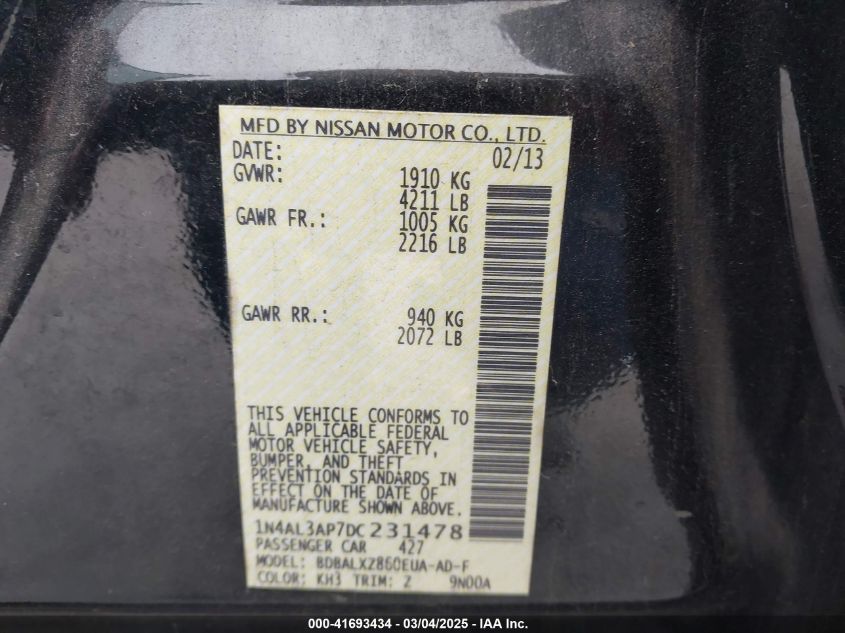 MFD BY NISSAN MOTOR CO., LTD.
DATE: 02/13
GVWR: 1910 KG
4211 LB
GAWR FR.: 1005 KG
2216 LB
GAWR RR.: 940 KG
2072 LB
THIS VEHICLE CONFORMS TO
ALL APPLICABLE FEDERAL
MOTOR VEHICLE SAFETY,
BUMPER, AND THEFT
PREVENTION STANDARDS IN
EFFECT ON THE DATE OF
MANUFACTURE SHOWN ABOVE.
1N4AL3AP7DC231478
PASSENGER CAR 427
MODEL: BDBALXZ860EUA-AD-F
COLOR: KH3 TRIM: Z 9N00A
000-41693434 - 03/04/2025 - IAAI Inc.